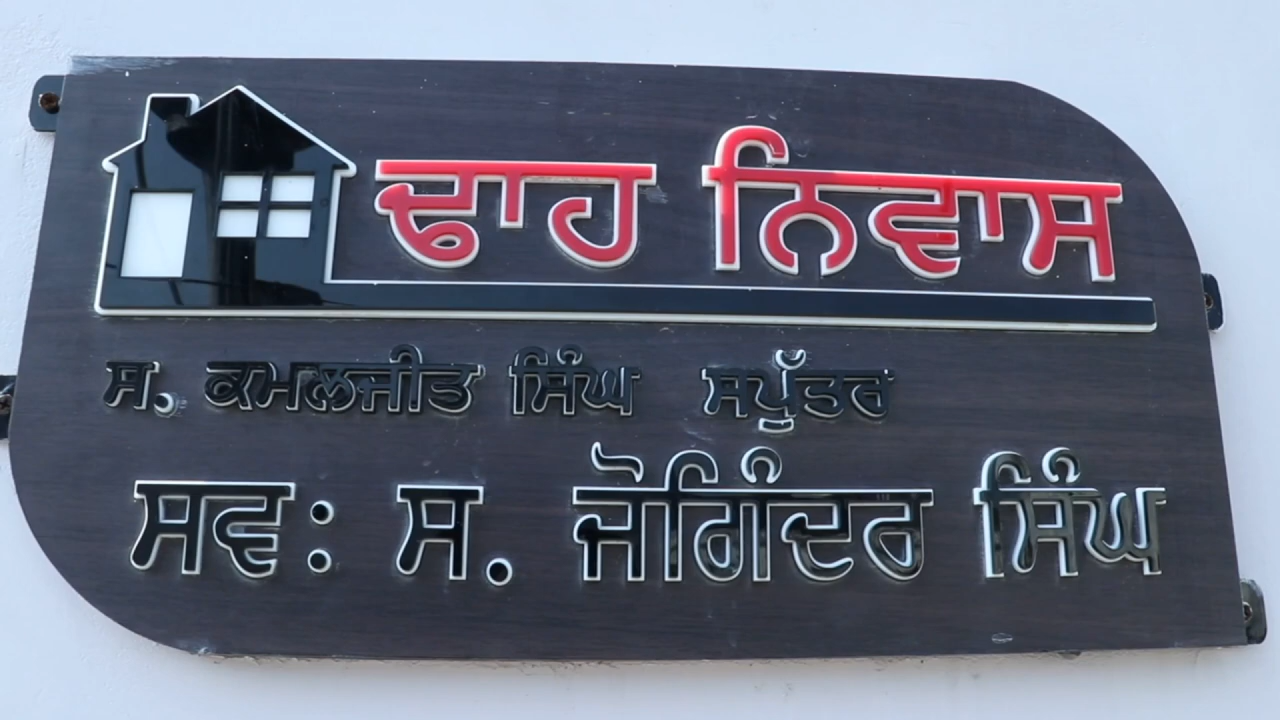 ਢਾਹ ਨਿਵਾਸ
ਸ. ਕਮਲਜੀਤ ਸਿੰਘ ਸਪੁੱਤਰ
ਸਵ: ਸ. ਜੋਗਿੰਦਰ ਸਿੰਘ